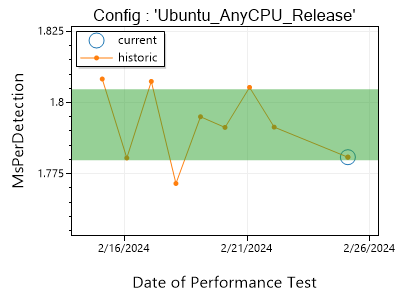 Config : 'Ubuntu_AnyCPU_Release'
1.825
current
historic
1.8
1.775
MsPerDetection
2/16/2024
2/21/2024
2/26/2024
Date of Performance Test